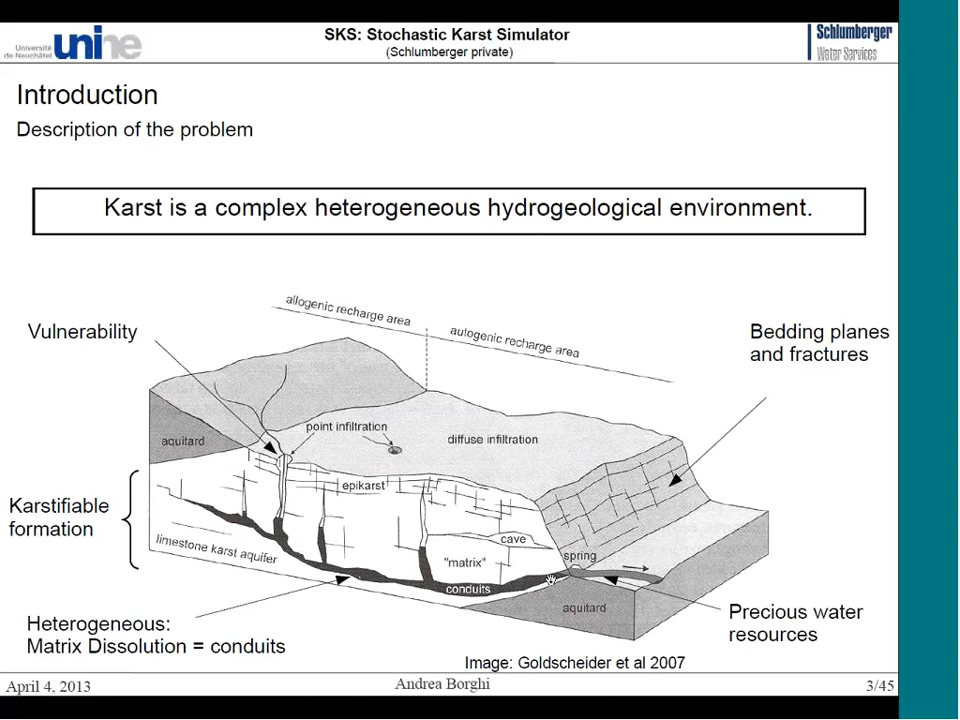 Université
de Neuchâtel
unine
SKS: Stochastic Karst Simulator
(Schlumberger private)
Schlumberger
Water Services
Introduction
Description of the problem
Karst is a complex heterogeneous hydrogeological environment.
allogenic recharge area
autogenic recharge area
Vulnerability
Bedding planes
and fractures
point infiltration
diffuse infiltration
aquitard
epikarst
Karstifiable
formation
limestone karst aquifer
cave
"matrix"
spring
conduits
aquitard
Heterogeneous:
Matrix Dissolution = conduits
Precious water
resources
Image: Goldscheider et al 2007
April 4, 2013
Andrea Borghi
3/45